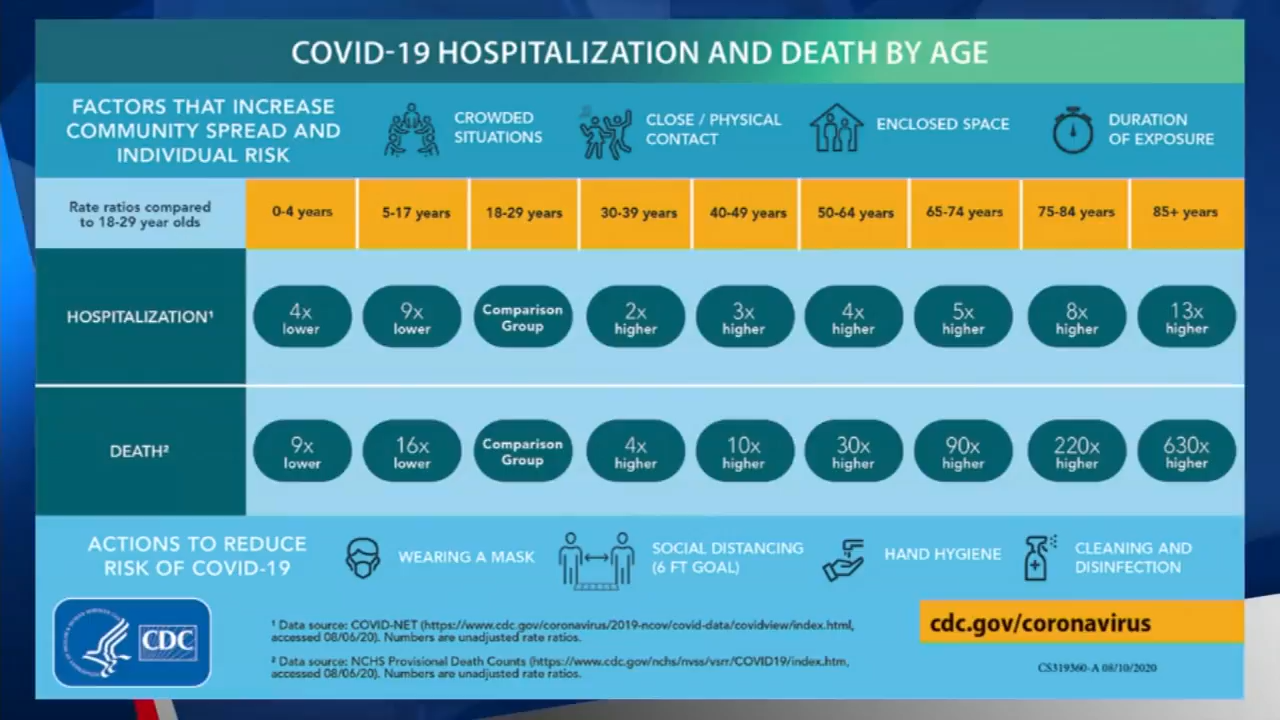 COVID-19 HOSPITALIZATION AND DEATH BY AGE
FACTORS THAT INCREASE
COMMUNITY SPREAD AND
INDIVIDUAL RISK
CROWDED
SITUATIONS
CLOSE / PHYSICAL
CONTACT
ENCLOSED SPACE
DURATION
OF EXPOSURE
Rate ratios compared
to 18-29 year olds
0-4 years
5-17 years
18-29 years
30-39 years
40-49 years
50-64 years
65-74 years
75-84 years
85+ years
HOSPITALIZATION¹
4x
lower
9x
lower
Comparison
Group
2x
higher
3x
higher
4x
higher
5x
higher
8x
higher
13x
higher
DEATH²
9x
lower
16x
lower
Comparison
Group
4x
higher
10x
higher
30x
higher
90x
higher
220x
higher
630x
higher
ACTIONS TO REDUCE
RISK OF COVID-19
WEARING A MASK
SOCIAL DISTANCING
(6 FT GOAL)
HAND HYGIENE
CLEANING AND
DISINFECTION
CDC
¹ Data source: COVID-NET (https://www.cdc.gov/coronavirus/2019-ncov/covid-data/covidview/index.html,
accessed 08/06/20). Numbers are unadjusted rate ratios.
² Data source: NCHS Provisional Death Counts (https://www.cdc.gov/nchs/nvss/vsrr/COVID19/index.htm,
accessed 08/06/20). Numbers are unadjusted rate ratios.
cdc.gov/coronavirus
CS319360-A 08/10/2020